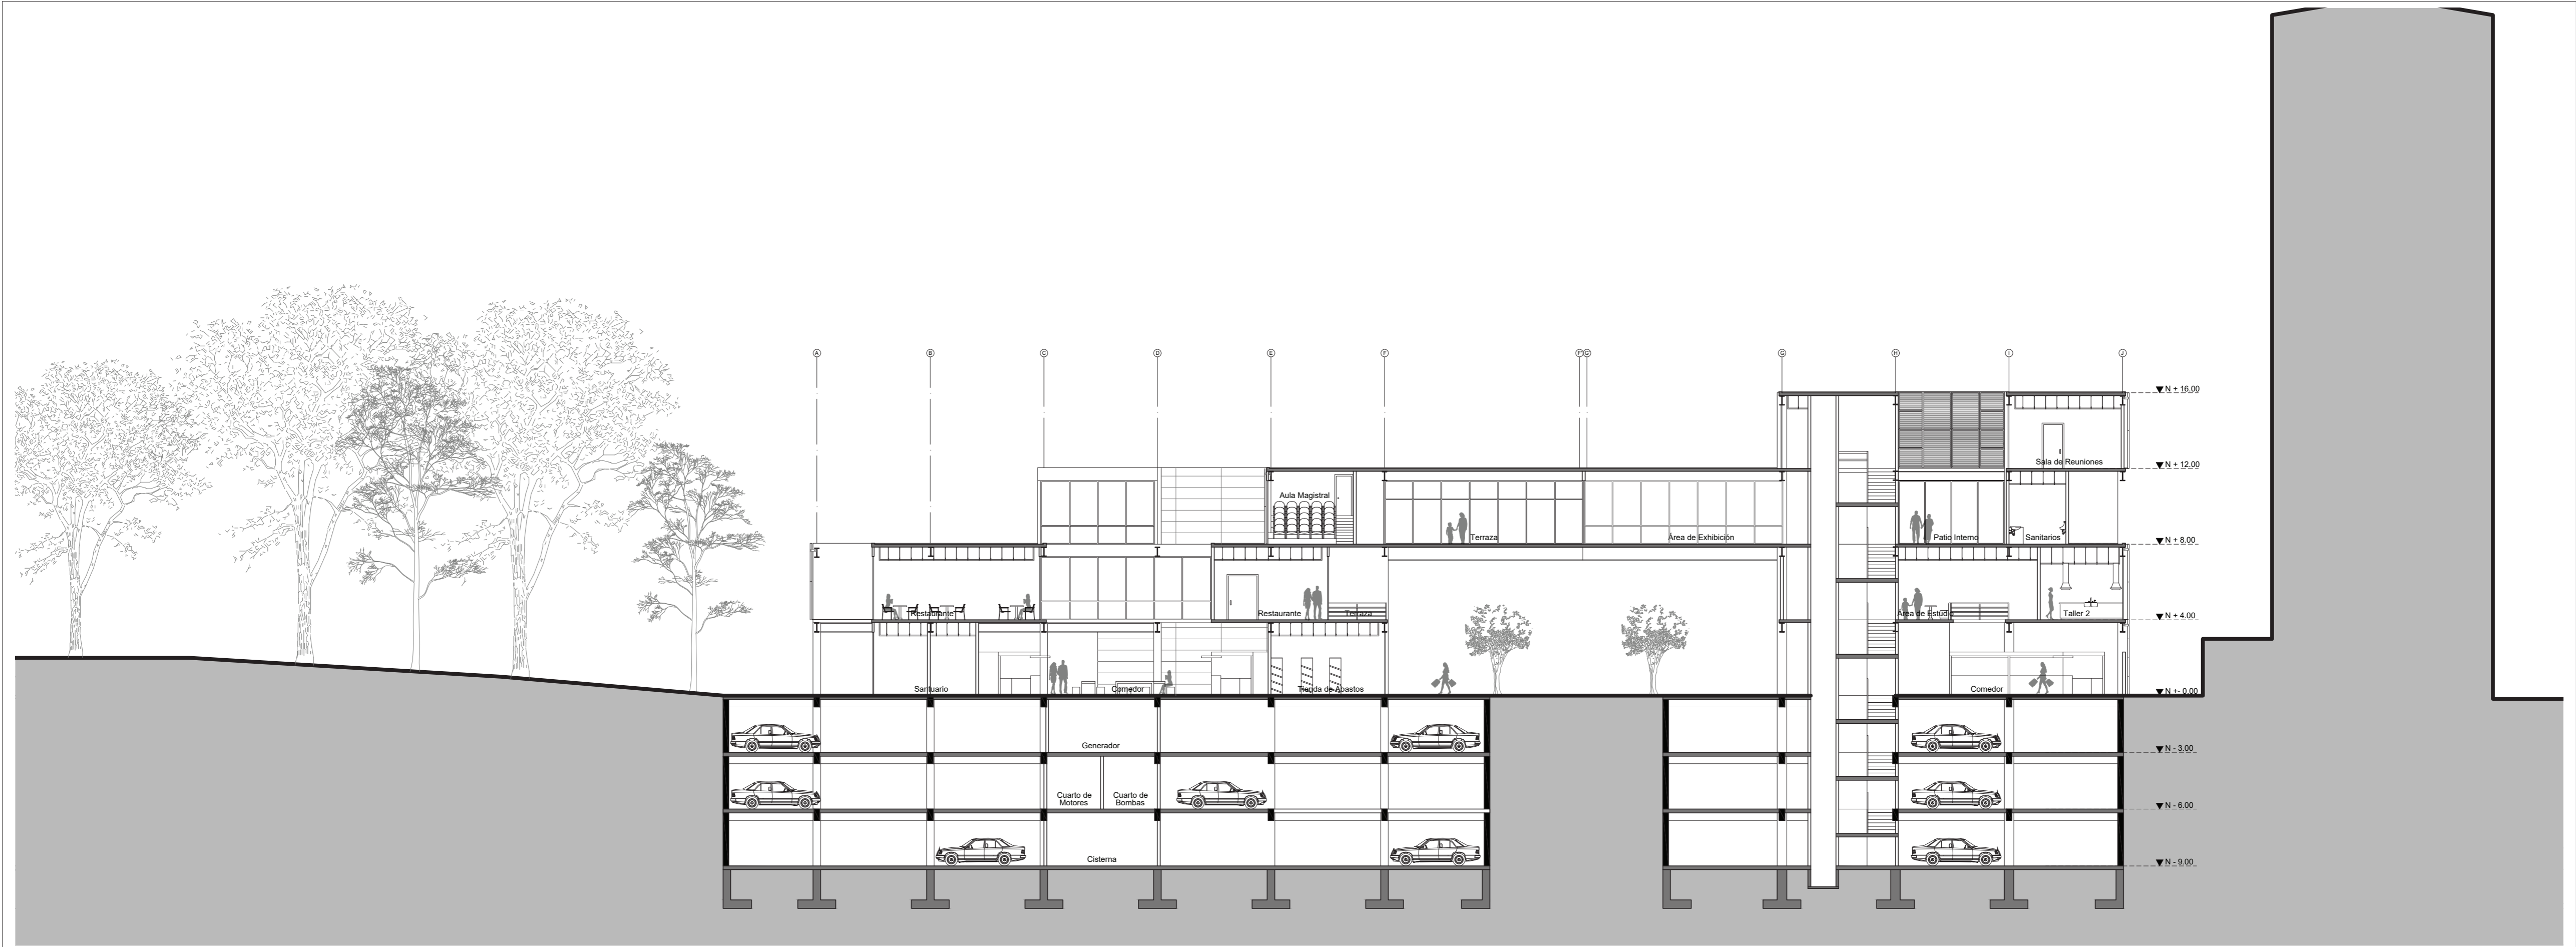 A B C D E F F' G' G H I J
N + 16.00
Sala de Reuniones
N + 12.00
Aula Magistral
Terraza
Área de Exhibición
Patio Interno
Sanitarios
N + 8.00
Restaurante
Restaurante
Terraza
Área de Estudio
Taller 2
N + 4.00
Santuario
Comedor
Tienda de Abastos
Comedor
N +- 0.00
Generador
N - 3.00
Cuarto de
Motores
Cuarto de
Bombas
N - 6.00
Cisterna
N - 9.00